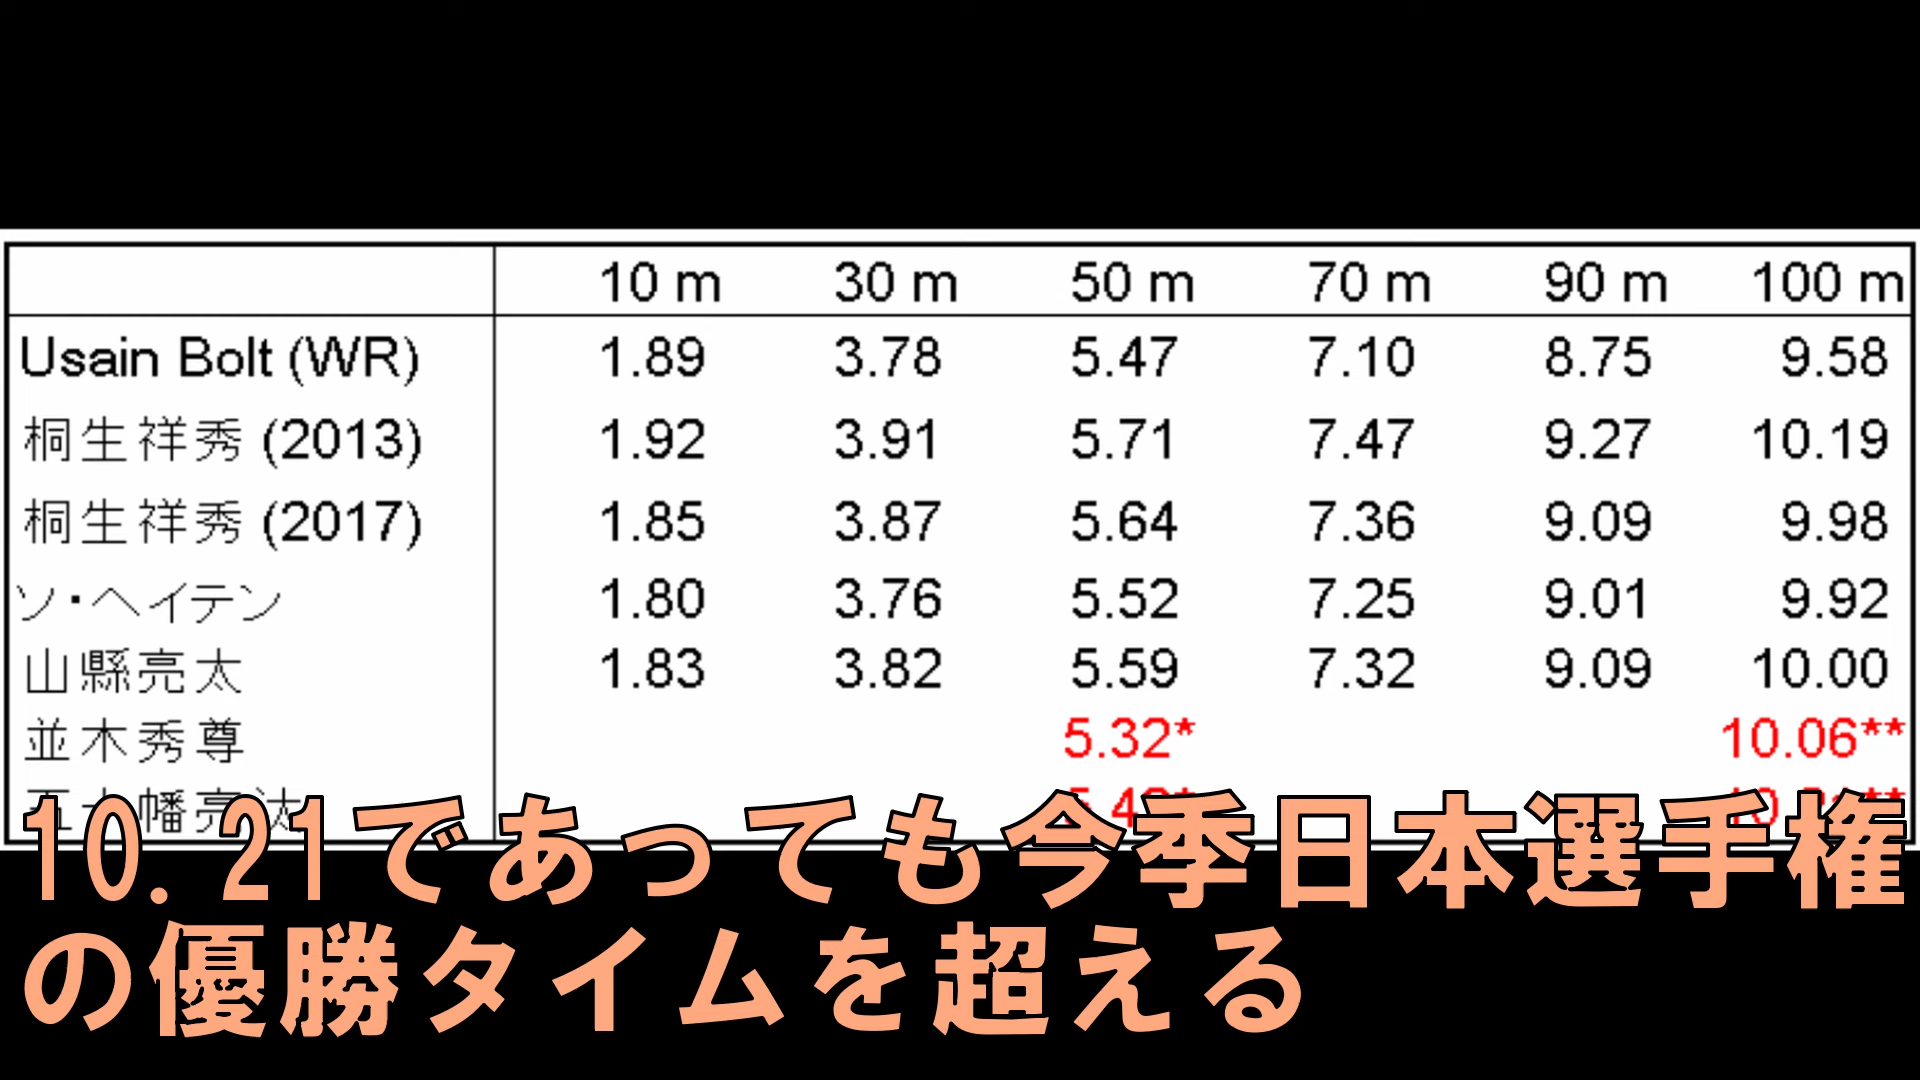 10 m 30 m 50 m 70 m 90 m 100 m
Usain Bolt (WR) 1.89 3.78 5.47 7.10 8.75 9.58
桐生祥秀 (2013) 1.92 3.91 5.71 7.47 9.27 10.19
桐生祥秀 (2017) 1.85 3.87 5.64 7.36 9.09 9.98
ソ・ヘイテン 1.80 3.76 5.52 7.25 9.01 9.92
山縣亮太 1.83 3.82 5.59 7.32 9.09 10.00
並木秀尊 5.32* 10.06**
10.21であっても今季日本選手権
の優勝タイムを超える